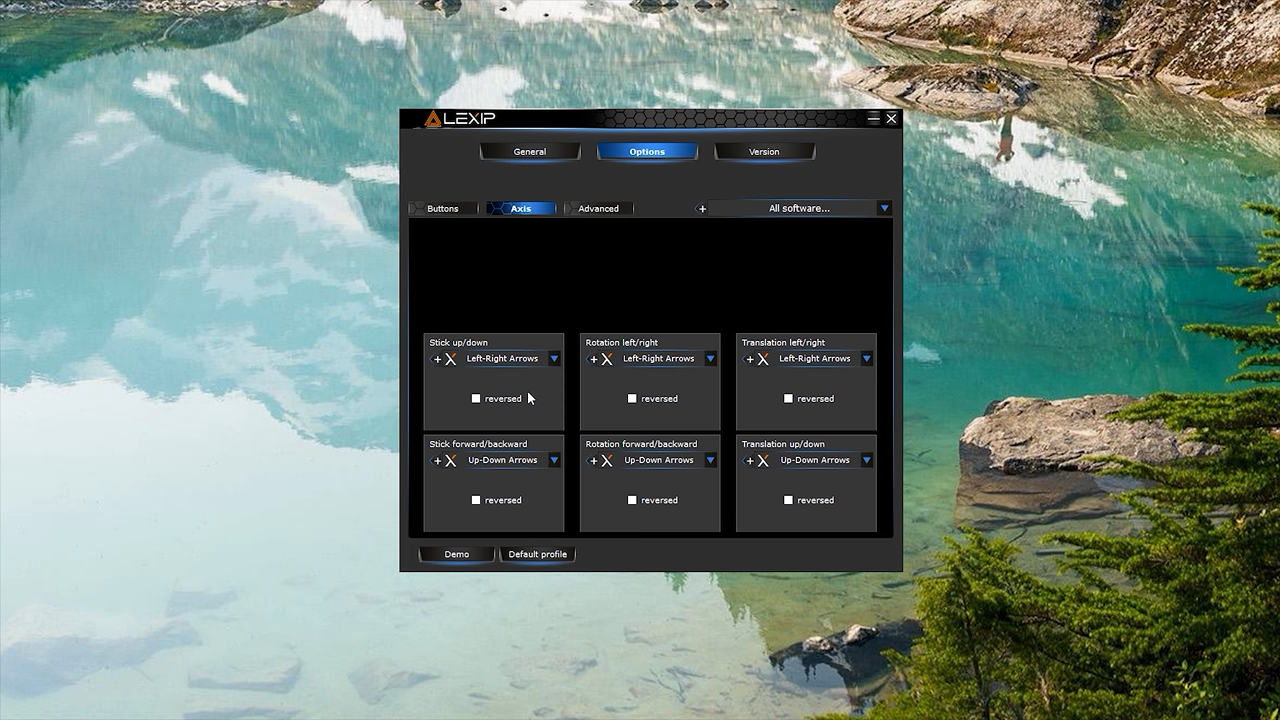 LEXIP
General
Options
Version
Buttons
Axis
Advanced
All software...
Stick up/down
Rotation left/right
Translation left/right
Left-Right Arrows
Left-Right Arrows
Left-Right Arrows
reversed
reversed
reversed
Stick forward/backward
Rotation forward/backward
Translation up/down
Up-Down Arrows
Up-Down Arrows
Up-Down Arrows
reversed
reversed
reversed
Demo
Default profile